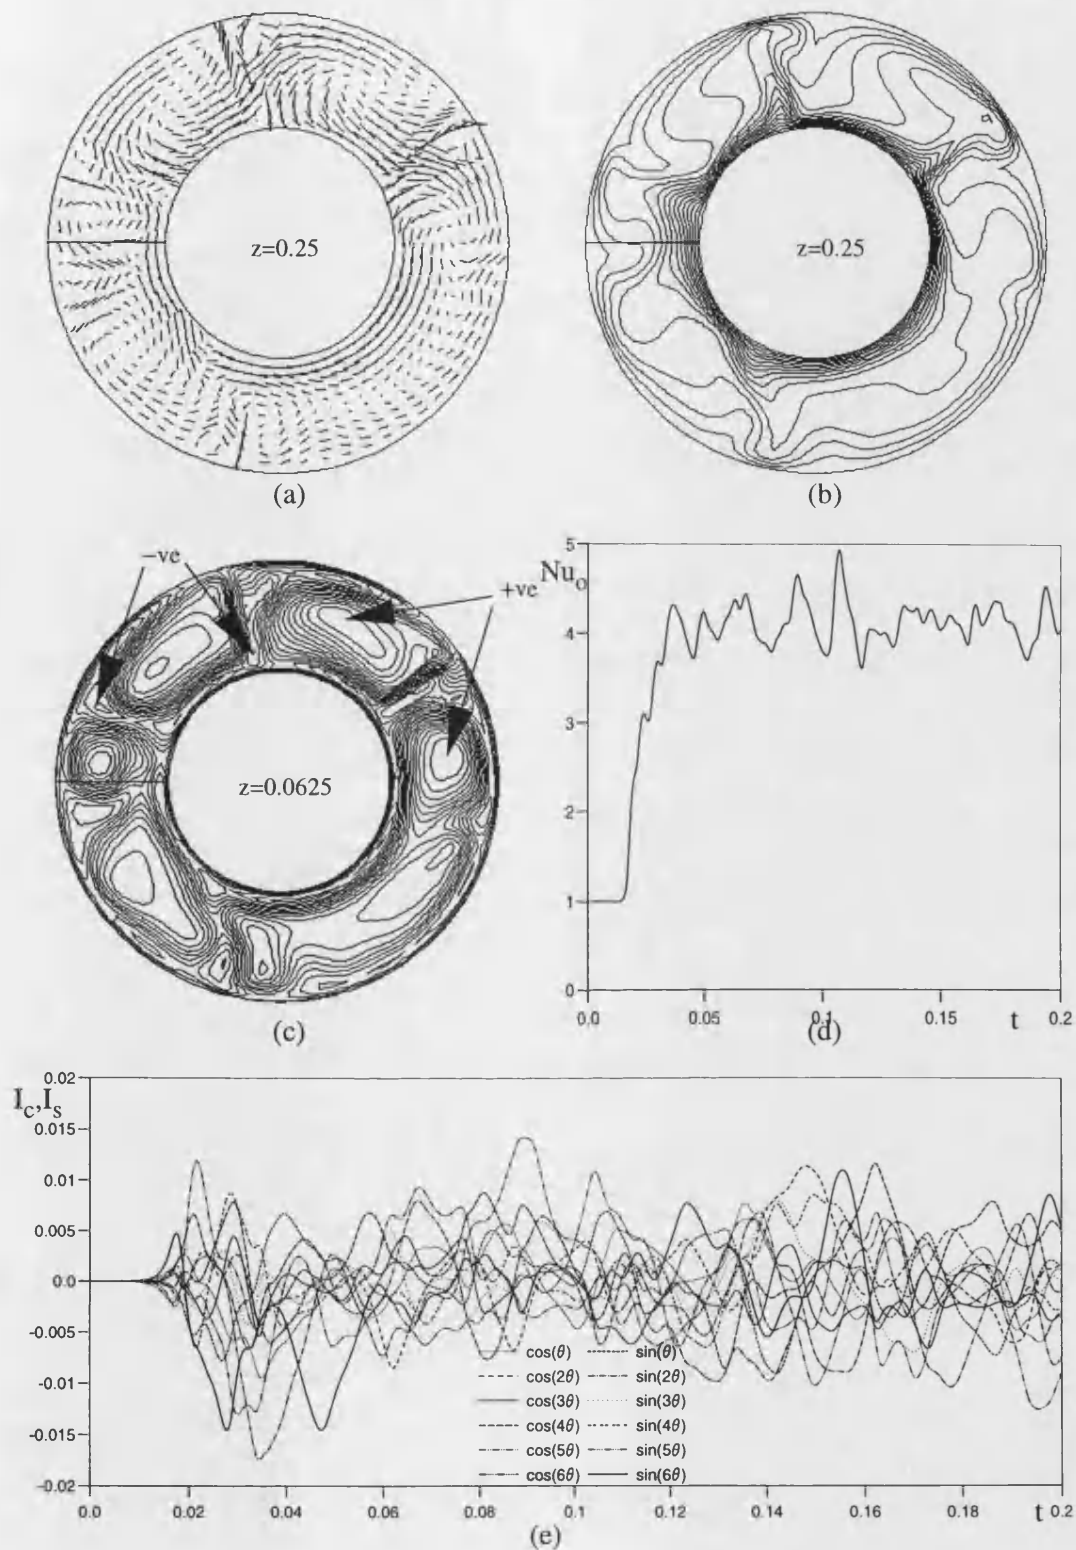 z=0.25
z=0.25
(a)
(b)
−ve
+ve
z=0.0625
(c)
Nu_o
5
4
3
2
1
0
0.0
0.05
0.1
0.15
0.2
t
(d)
I_c,I_s
0.02
0.015
0.01
0.005
0.0
-0.005
-0.01
-0.015
-0.02
cos(θ)
sin(θ)
cos(2θ)
sin(2θ)
cos(3θ)
sin(3θ)
cos(4θ)
sin(4θ)
cos(5θ)
sin(5θ)
cos(6θ)
sin(6θ)
0.0
0.02
0.04
0.06
0.08
0.1
0.12
0.14
0.16
0.18
0.2
t
(e)